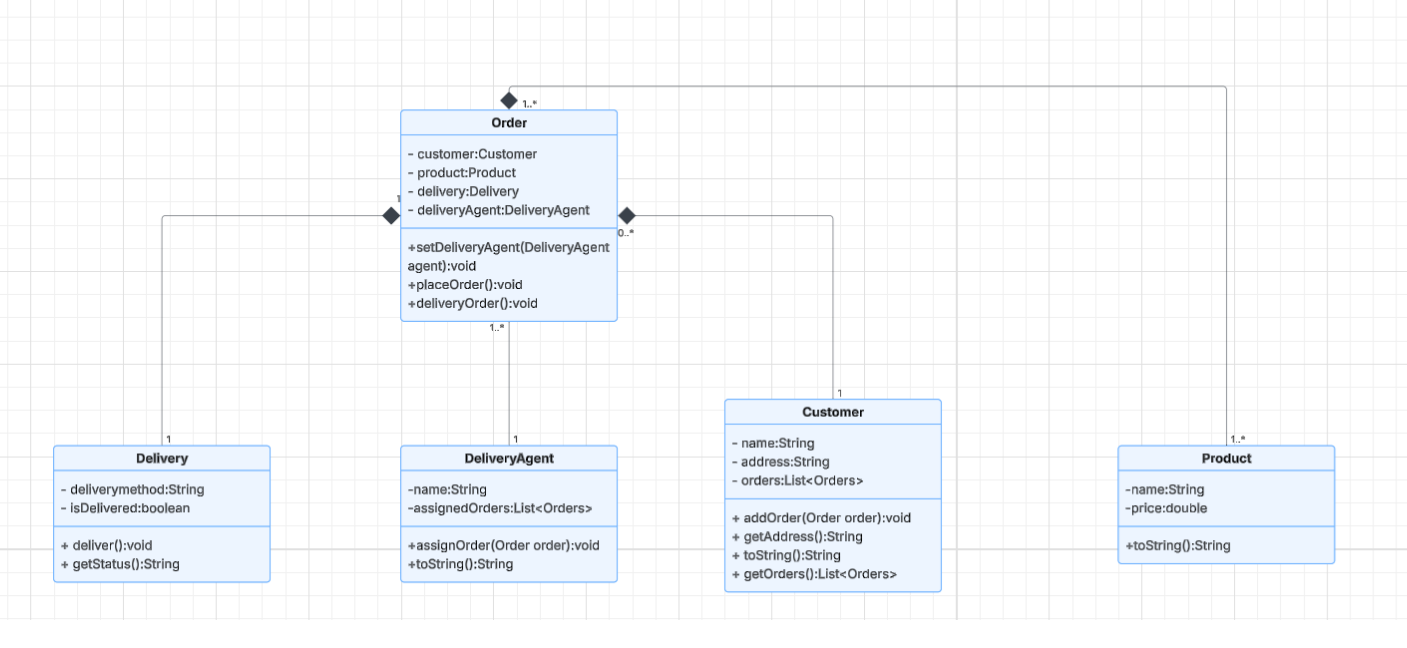 1..*
Order
- customer:Customer
- product:Product
- delivery:Delivery
- deliveryAgent:DeliveryAgent
1
0..*
+setDeliveryAgent(DeliveryAgent
agent):void
+placeOrder():void
+deliveryOrder():void
1..*
1
Delivery
- deliverymethod:String
- isDelivered:boolean
+ deliver():void
+ getStatus():String
1
DeliveryAgent
-name:String
-assignedOrders:List<Orders>
+assignOrder(Order order):void
+toString():String
1
Customer
- name:String
- address:String
- orders:List<Orders>
+ addOrder(Order order):void
+ getAddress():String
+ toString():String
+ getOrders():List<Orders>
1..*
Product
-name:String
-price:double
+toString():String